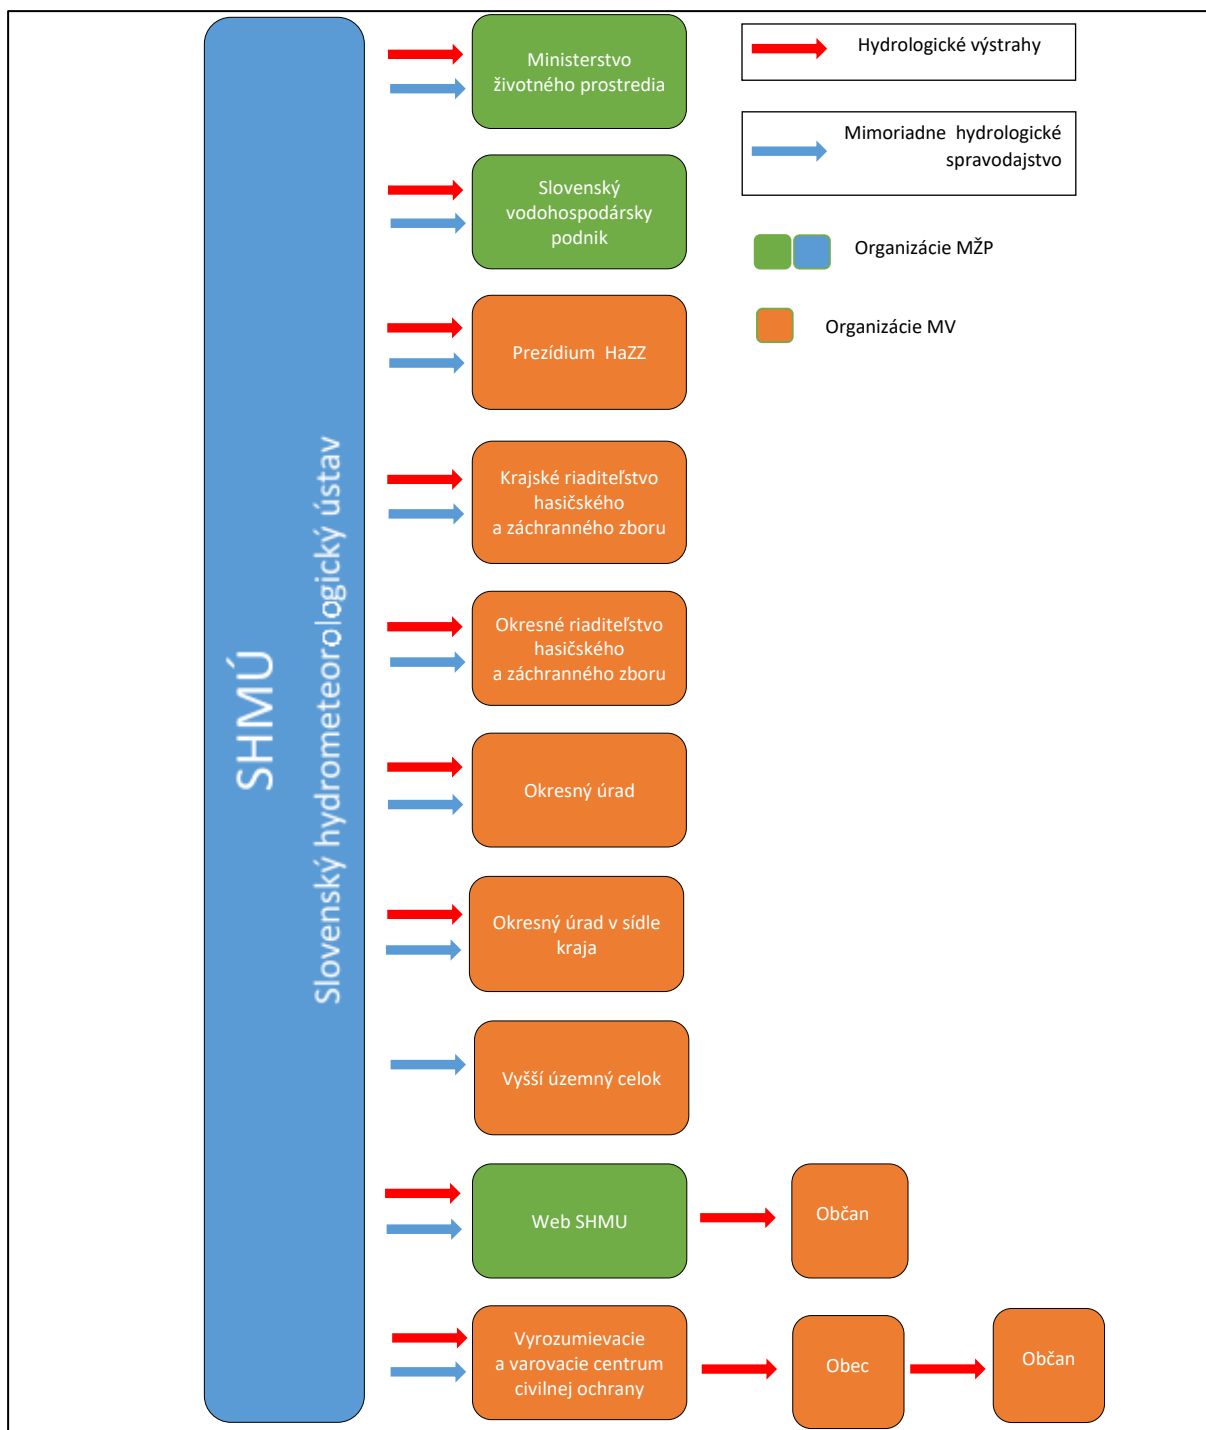 SHMÚ
Slovenský hydrometeorologický ústav
Ministerstvo
životného prostredia
Slovenský
vodohospodársky
podnik
Prezídium HaZZ
Krajské riaditeľstvo
hasičského
a záchranného zboru
Okresné riaditeľstvo
hasičského
a záchranného zboru
Okresný úrad
Okresný úrad v sídle
kraja
Vyšší územný celok
Web SHMU
Občan
Vyrozumievacie
a varovacie centrum
civilnej ochrany
Obec
Občan
Hydrologické výstrahy
Mimoriadne hydrologické
spravodajstvo
Organizácie MŽP
Organizácie MV